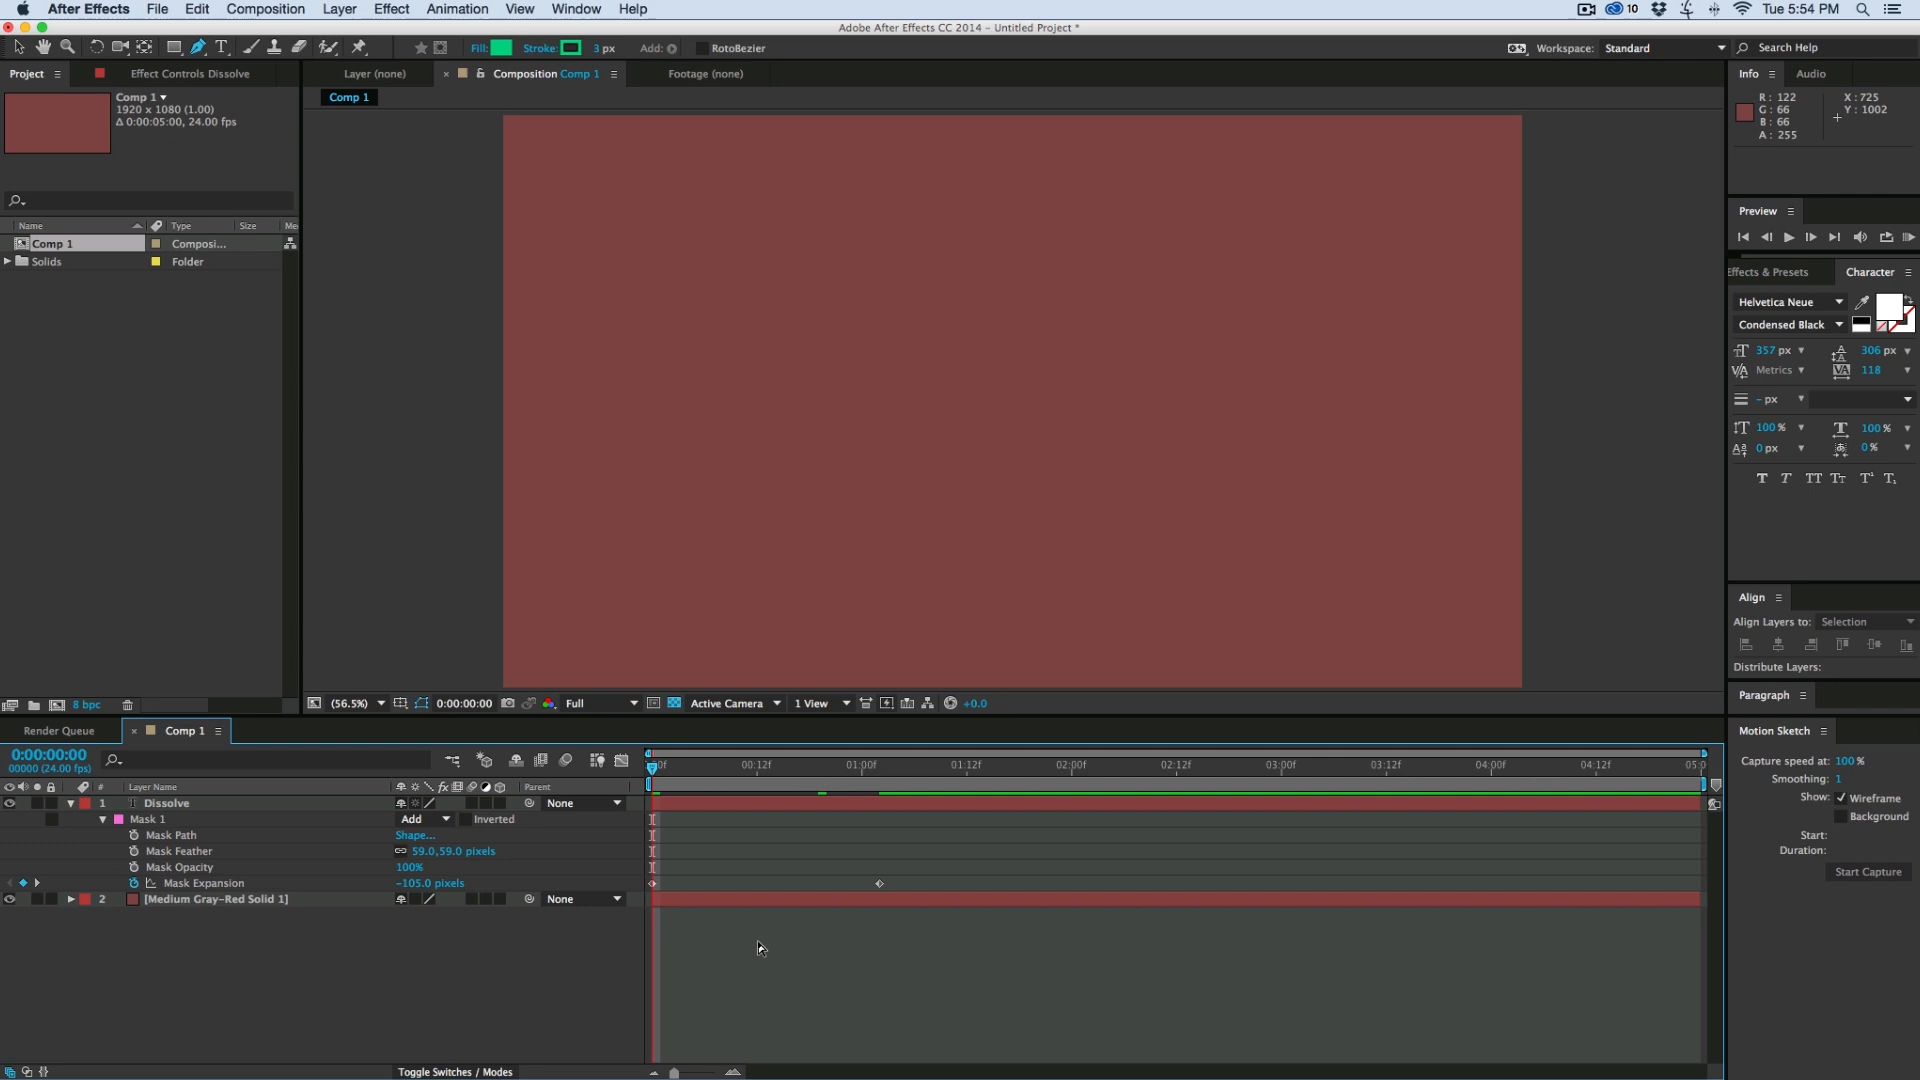 After Effects File Edit Composition Layer Effect Animation View Window Help 10 Tue 5:54 PM
Adobe After Effects CC 2014 - Untitled Project *
Fill: Stroke: 3 px Add: RotoBezier Workspace: Standard Search Help
Project Effect Controls Dissolve Layer (none) × Composition Comp 1 Footage (none) Info Audio
Comp 1
1920 x 1080 (1.00)
Δ 0:00:05:00, 24.00 fps
Comp 1
R: 122 X: 725
G: 66 Y: 1002
B: 66
A: 255
Name Type Size Me
Comp 1 Composi...
Solids Folder
Preview
Effects & Presets Character
Helvetica Neue
Condensed Black
357 px 306 px
Metrics 118
- px
100 % 100 %
0 px 0 %
T T TT Tt T¹ T₁
Align
Align Layers to: Selection
Distribute Layers:
Paragraph
8 bpc (56.5%) 0:00:00:00 Full Active Camera 1 View +0.0
Render Queue × Comp 1 Motion Sketch
0:00:00:00
00000 (24.00 fps)
0f 00:12f 01:00f 01:12f 02:00f 02:12f 03:00f 03:12f 04:00f 04:12f 05:0
# Layer Name fx Parent
1 T Dissolve None
Mask 1 Add Inverted
Mask Path Shape...
Mask Feather 59.0,59.0 pixels
Mask Opacity 100%
Mask Expansion -105.0 pixels
2 [Medium Gray-Red Solid 1] None
Capture speed at: 100 %
Smoothing: 1
Show: Wireframe
Background
Start:
Duration:
Start Capture
Toggle Switches / Modes